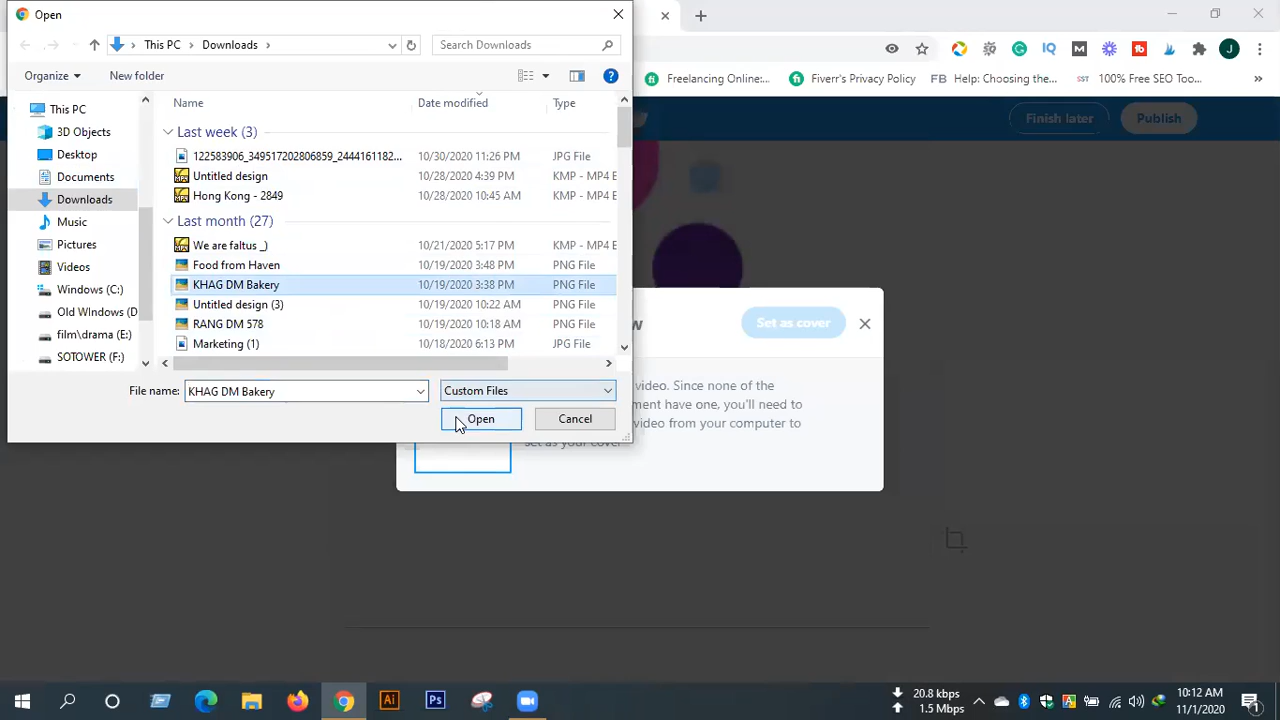 Open
This PC > Downloads >
Search Downloads
Organize
New folder
Name
Date modified
Type
This PC
3D Objects
Desktop
Documents
Downloads
Music
Pictures
Videos
Windows (C:)
Old WIndows (D
film\drama (E:)
SOTOWER (F:)
Last week (3)
122583906_349517202806859_2444161182... 10/30/2020 11:26 PM JPG File
Untitled design 10/28/2020 4:39 PM KMP - MP4 E
Hong Kong - 2849 10/28/2020 10:45 AM KMP - MP4 E
Last month (27)
We are faltus _) 10/21/2020 5:17 PM KMP - MP4 E
Food from Haven 10/19/2020 3:48 PM PNG File
KHAG DM Bakery 10/19/2020 3:38 PM PNG File
Untitled design (3) 10/19/2020 10:22 AM PNG File
RANG DM 578 10/19/2020 10:18 AM PNG File
Marketing (1) 10/18/2020 6:13 PM JPG File
File name: KHAG DM Bakery
Custom Files
Open
Cancel
J
Freelancing Online:...
Fiverr's Privacy Policy
FB Help: Choosing the...
100% Free SEO Too...
Finish later
Publish
w
Set as cover
video. Since none of the
ment have one, you'll need to
video from your computer to
set as your cover
Ai
Ps
20.8 kbps
1.5 Mbps
10:12 AM
11/1/2020